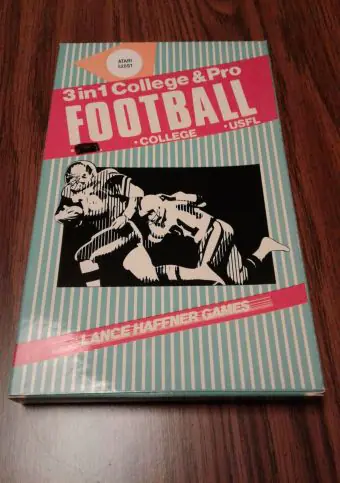 ATARI
520ST
3 in 1 College & Pro
FOOTBALL
• COLLEGE • USFL
LANCE HAFFNER GAMES